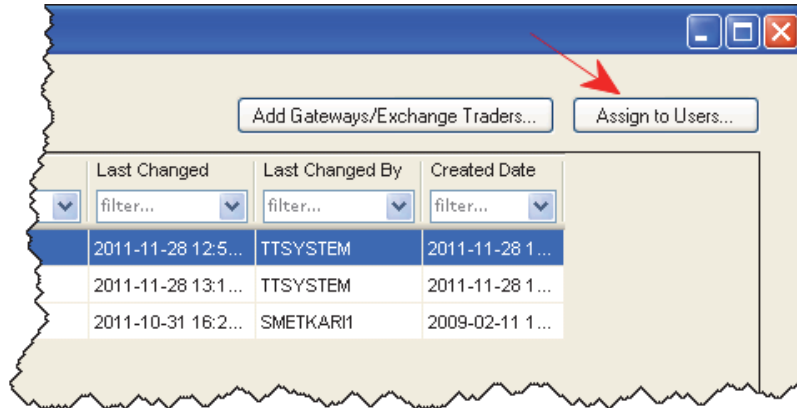 Add Gateways/Exchange Traders... Assign to Users...
Last Changed Last Changed By Created Date
filter... filter... filter...
2011-11-28 12:5... TTSYSTEM 2011-11-28 1...
2011-11-28 13:1... TTSYSTEM 2011-11-28 1...
2011-10-31 16:2... SMETKARI1 2009-02-11 1...